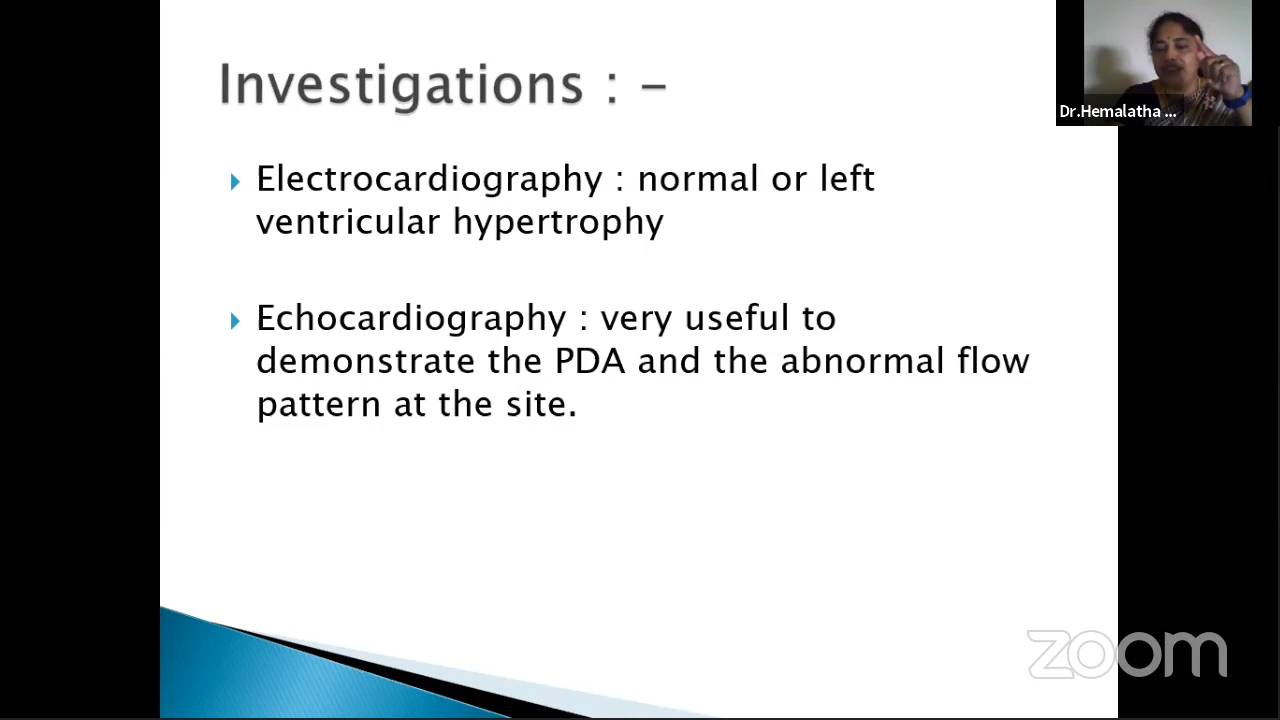 Investigations : -
Dr.Hemalatha ...
Electrocardiography : normal or left
ventricular hypertrophy
Echocardiography : very useful to
demonstrate the PDA and the abnormal flow
pattern at the site.
zoom